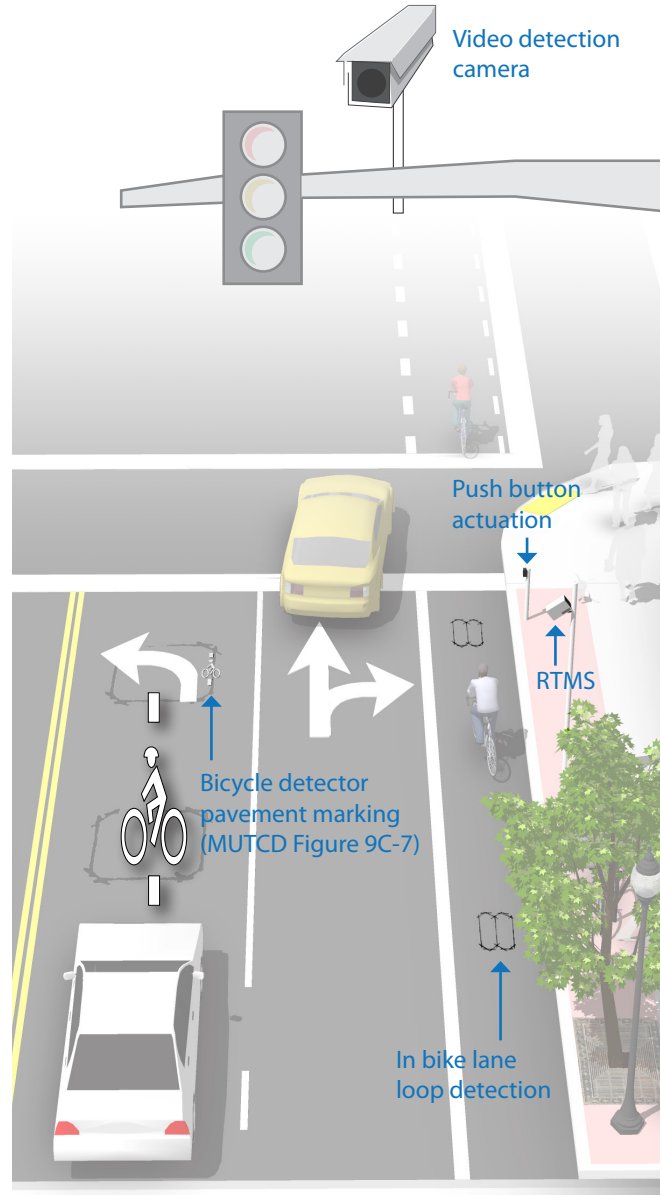 Video detection
camera
Push button
actuation
RTMS
Bicycle detector
pavement marking
(MUTCD Figure 9C-7)
In bike lane
loop detection